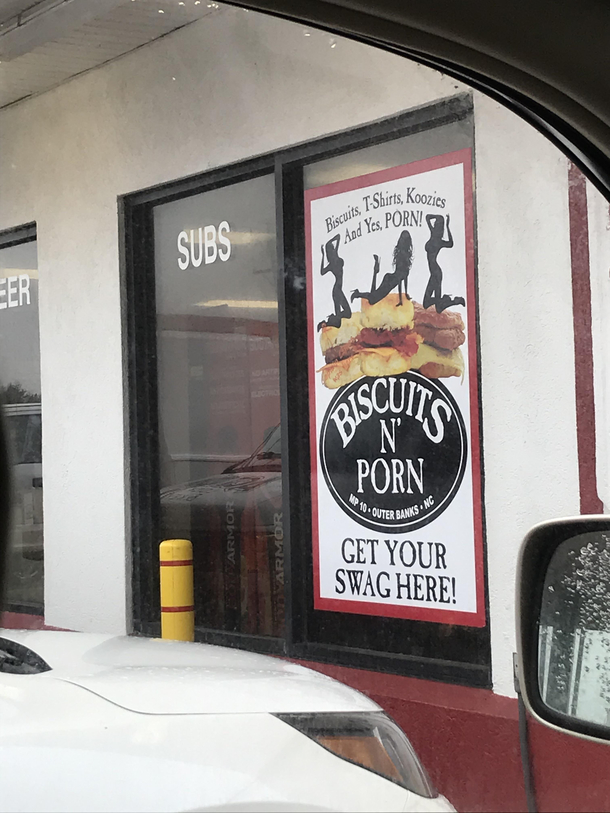 EER
SUBS
Biscuits, T-Shirts, Koozies
And Yes, PORN!
BISCUITS
N'
PORN
MP 10 • OUTER BANKS • NC
GET YOUR
SWAG HERE!
ARMOR
ARMOR